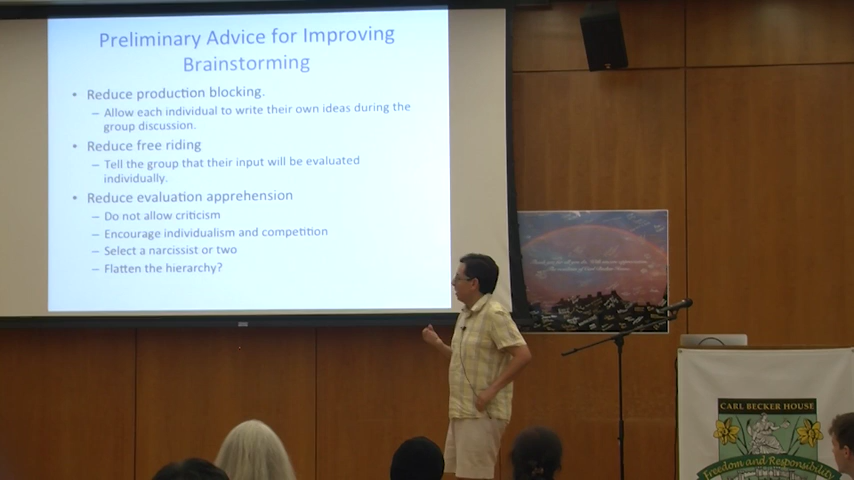 Preliminary Advice for Improving
Brainstorming
• Reduce production blocking.
– Allow each individual to write their own ideas during the
group discussion.
• Reduce free riding
– Tell the group that their input will be evaluated
individually.
• Reduce evaluation apprehension
– Do not allow criticism
– Encourage individualism and competition
– Select a narcissist or two
– Flatten the hierarchy?
CARL BECKER HOUSE
Freedom and Responsibility